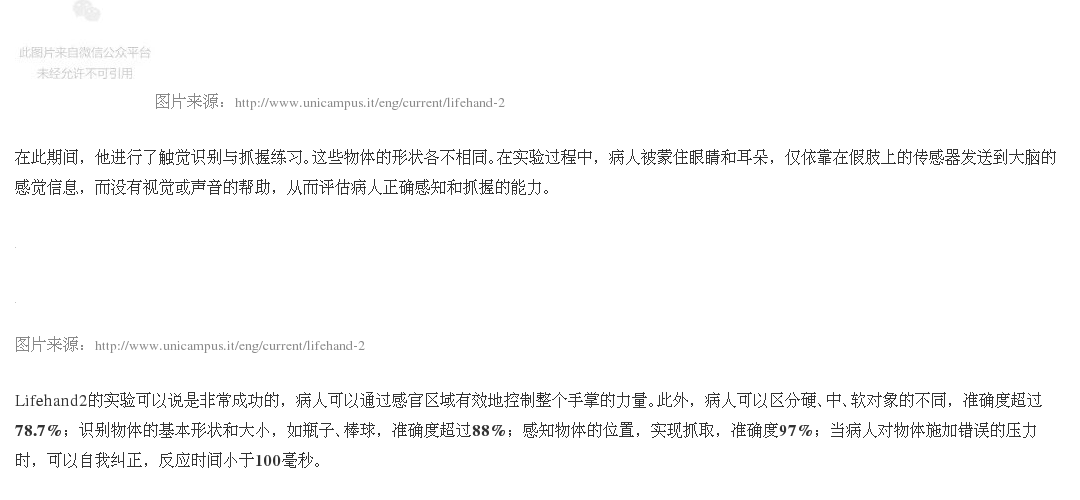 此图片来自微信公众平台
未经允许不可引用
图片来源：http://www.unicampus.it/eng/current/lifehand-2
在此期间，他进行了触觉识别与抓握练习。这些物体的形状各不相同。在实验过程中，病人被蒙住眼睛和耳朵，仅依靠在假肢上的传感器发送到大脑的
感觉信息，而没有视觉或声音的帮助，从而评估病人正确感知和抓握的能力。
图片来源：http://www.unicampus.it/eng/current/lifehand-2
Lifehand2的实验可以说是非常成功的，病人可以通过感官区域有效地控制整个手掌的力量。此外，病人可以区分硬、中、软对象的不同，准确度超过
78.7%；识别物体的基本形状和大小，如瓶子、棒球，准确度超过88%；感知物体的位置，实现抓取，准确度97%；当病人对物体施加错误的压力
时，可以自我纠正，反应时间小于100毫秒。